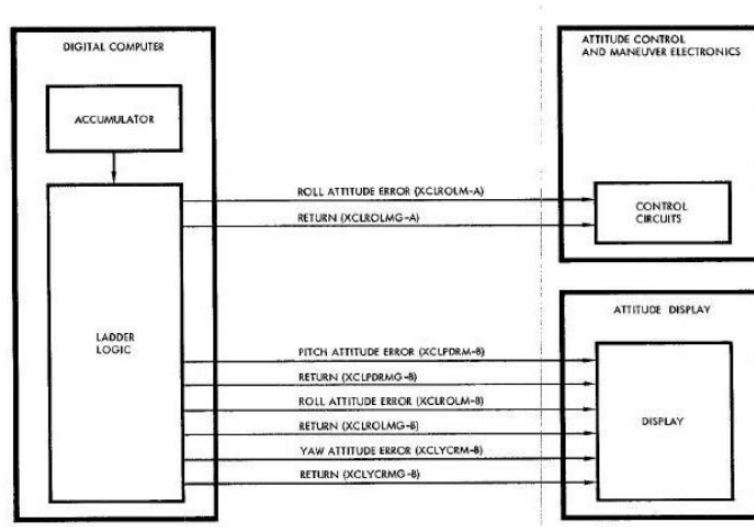 DIGITAL COMPUTER
ACCUMULATOR
LADDER
LOGIC
ATTITUDE CONTROL
AND MANEUVER ELECTRONICS
ROLL ATTITUDE ERROR (XCLROLM-A)
RETURN (XCLROLMG-A)
CONTROL
CIRCUITS
ATTITUDE DISPLAY
PITCH ATTITUDE ERROR (XCLPDRM-B)
RETURN (XCLPDRMG-B)
ROLL ATTITUDE ERROR (XCLROLM-B)
RETURN (XCLROLMG-B)
YAW ATTITUDE ERROR (XCLYCRM-B)
RETURN (XCLYCRMG-B)
DISPLAY